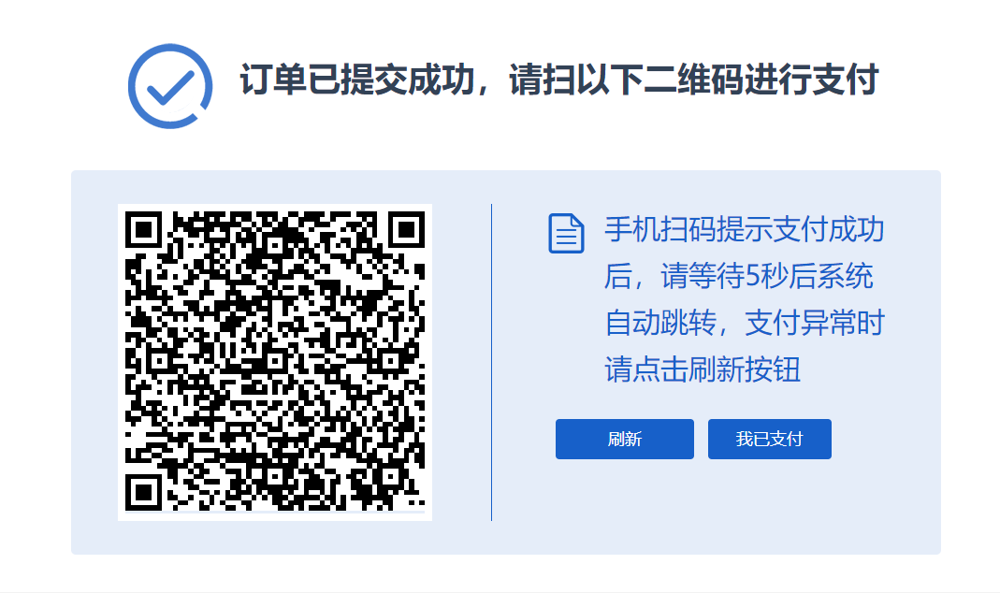 订单已提交成功，请扫以下二维码进行支付
手机扫码提示支付成功
后，请等待5秒后系统
自动跳转，支付异常时
请点击刷新按钮
刷新
我已支付